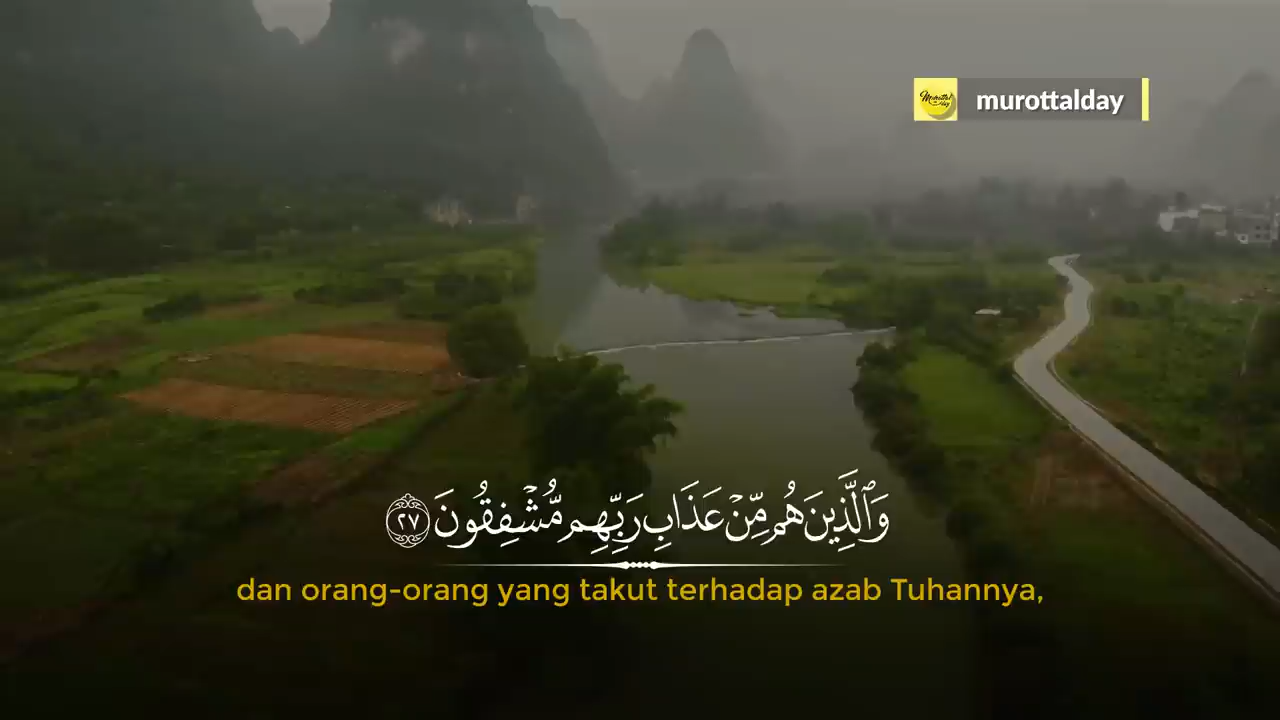 murottalday
وَٱلَّذِينَ هُم مِّنْ عَذَابِ رَبِّهِم مُّشْفِقُونَ ٢٧
dan orang-orang yang takut terhadap azab Tuhannya,